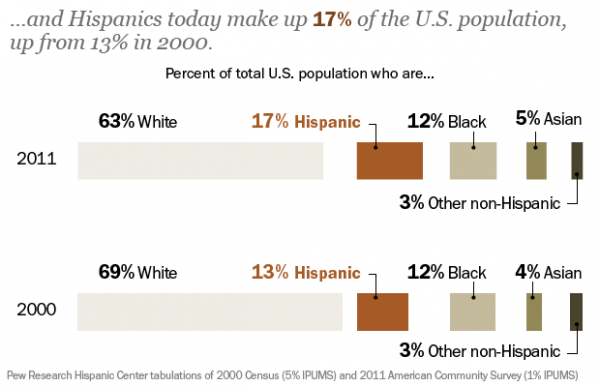 ...and Hispanics today make up 17% of the U.S. population,
up from 13% in 2000.
Percent of total U.S. population who are...
63% White 17% Hispanic 12% Black 5% Asian
2011
3% Other non-Hispanic
69% White 13% Hispanic 12% Black 4% Asian
2000
3% Other non-Hispanic
Pew Research Hispanic Center tabulations of 2000 Census (5% IPUMS) and 2011 American Community Survey (1% IPUMS)